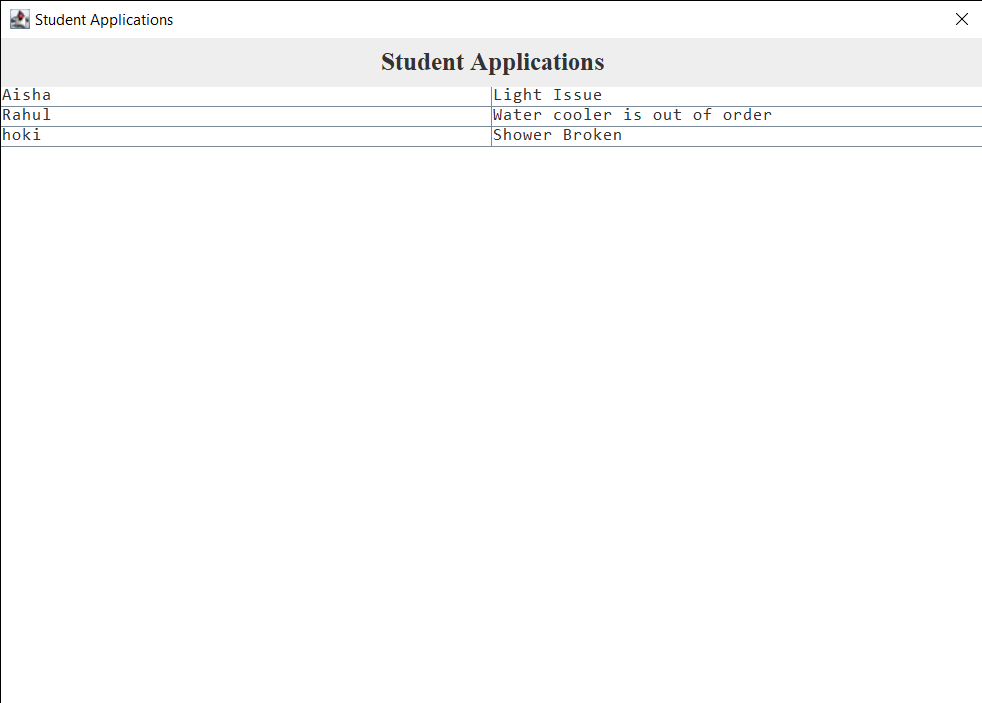 Student Applications
Student Applications
Aisha Light Issue
Rahul Water cooler is out of order
hoki Shower Broken